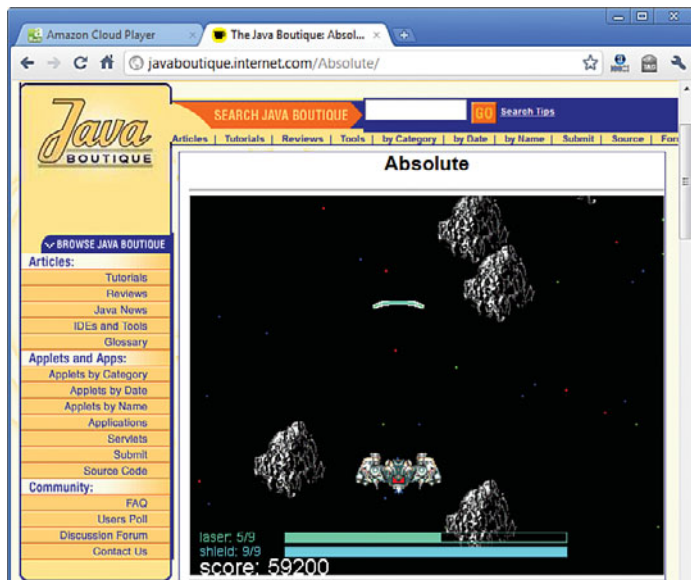 Amazon Cloud Player
The Java Boutique: Absol...
javaboutique.internet.com/Absolute/
Java
BOUTIQUE
SEARCH JAVA BOUTIQUE
GO
Search Tips
Articles | Tutorials | Reviews | Tools | by Category | by Date | by Name | Submit | Source | For
Absolute
BROWSE JAVA BOUTIQUE
Articles:
Tutorials
Reviews
Java News
IDEs and Tools
Glossary
Applets and Apps:
Applets by Category
Applets by Date
Applets by Name
Applications
Servlets
Submit
Source Code
Community:
FAQ
Users Poll
Discussion Forum
Contact Us
laser: 5/9
shield: 9/9
score: 59200